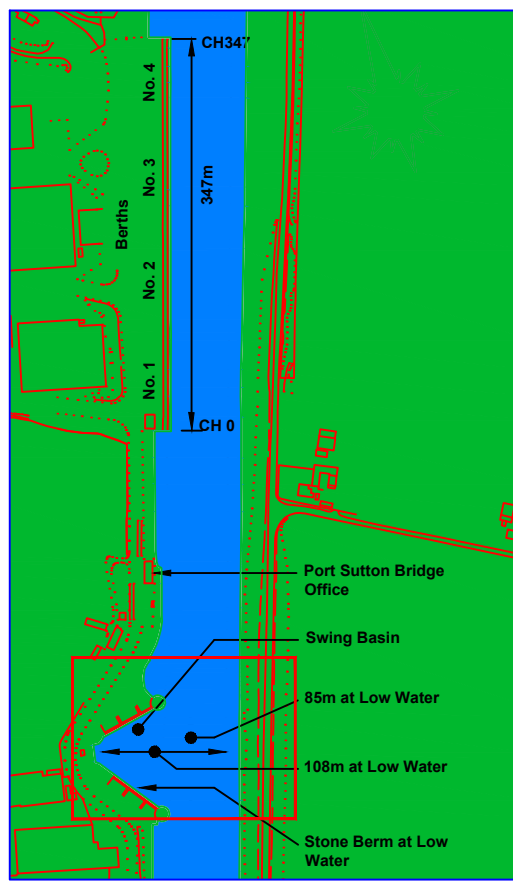 CH347
No. 4
347m
No. 3
Berths
No. 2
No. 1
CH 0
Port Sutton Bridge
Office
Swing Basin
85m at Low Water
108m at Low Water
Stone Berm at Low
Water